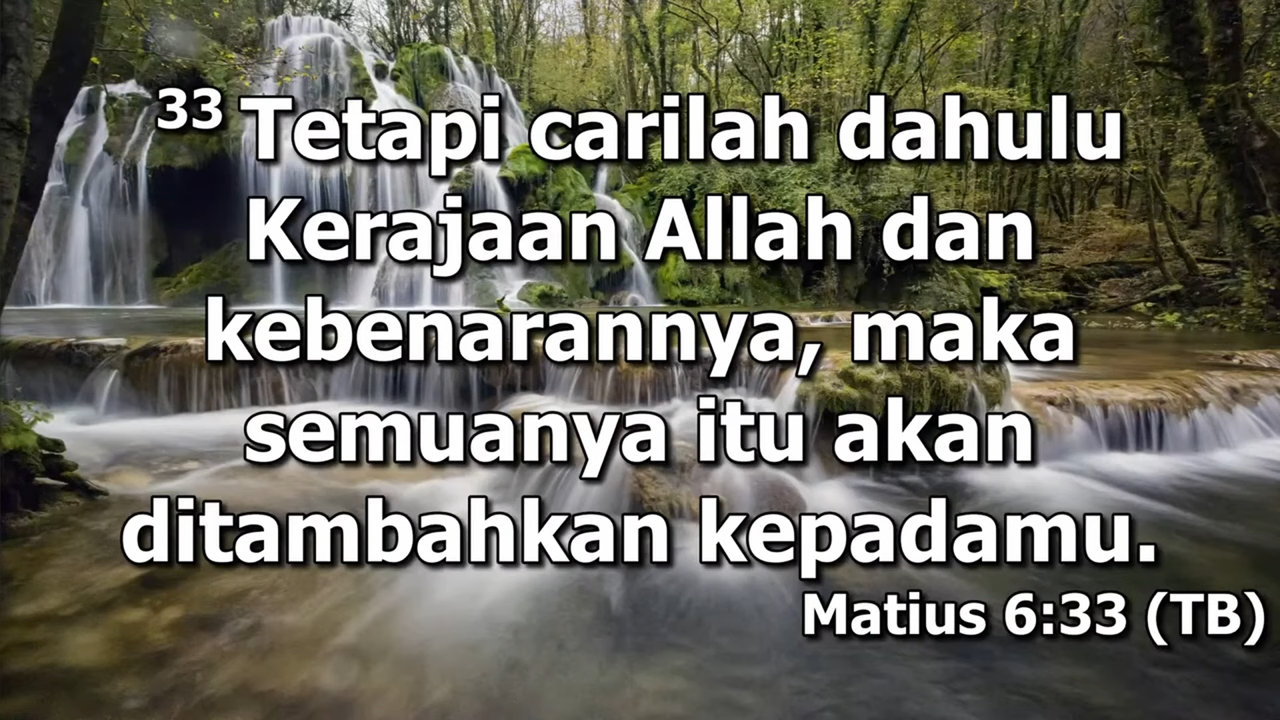 33 Tetapi carilah dahulu
Kerajaan Allah dan
kebenarannya, maka
semuanya itu akan
ditambahkan kepadamu.
Matius 6:33 (TB)